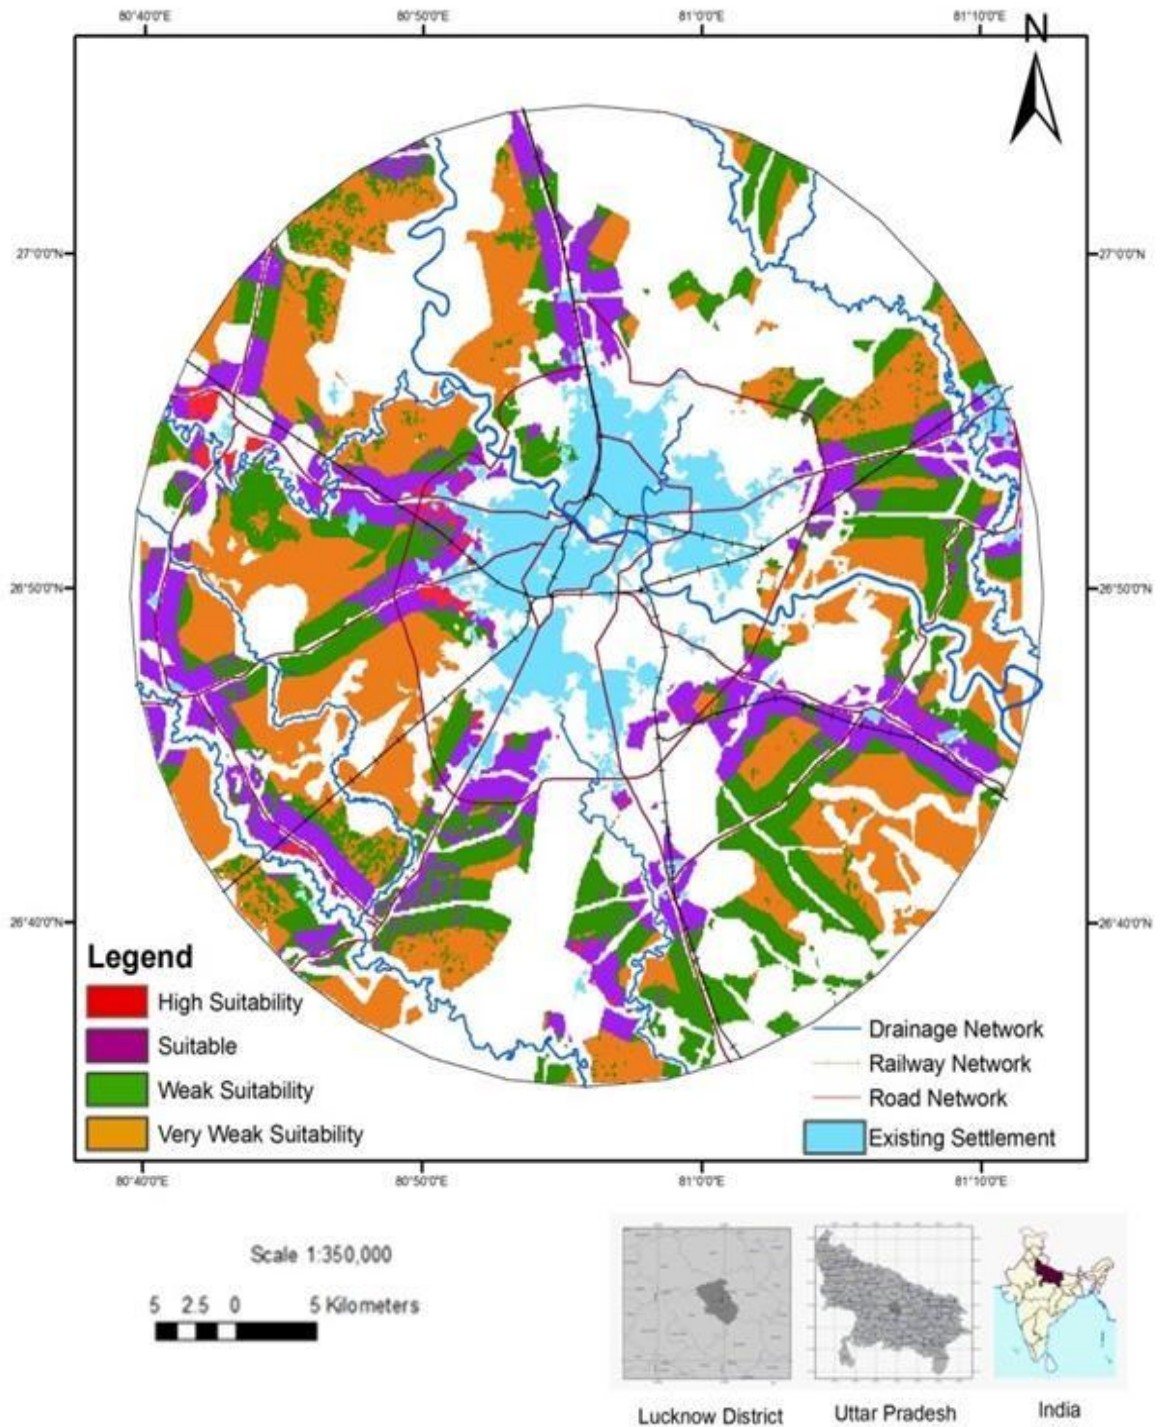 80°40'0"E 80°50'0"E 81°0'0"E 81°10'0"E
N
27°0'0"N 27°0'0"N
26°50'0"N 26°50'0"N
26°40'0"N 26°40'0"N
Legend
High Suitability
Suitable
Weak Suitability
Very Weak Suitability
Drainage Network
Railway Network
Road Network
Existing Settlement
80°40'0"E 80°50'0"E 81°0'0"E 81°10'0"E
Scale 1:350,000
5 2.5 0 5 Kilometers
Lucknow District Uttar Pradesh India